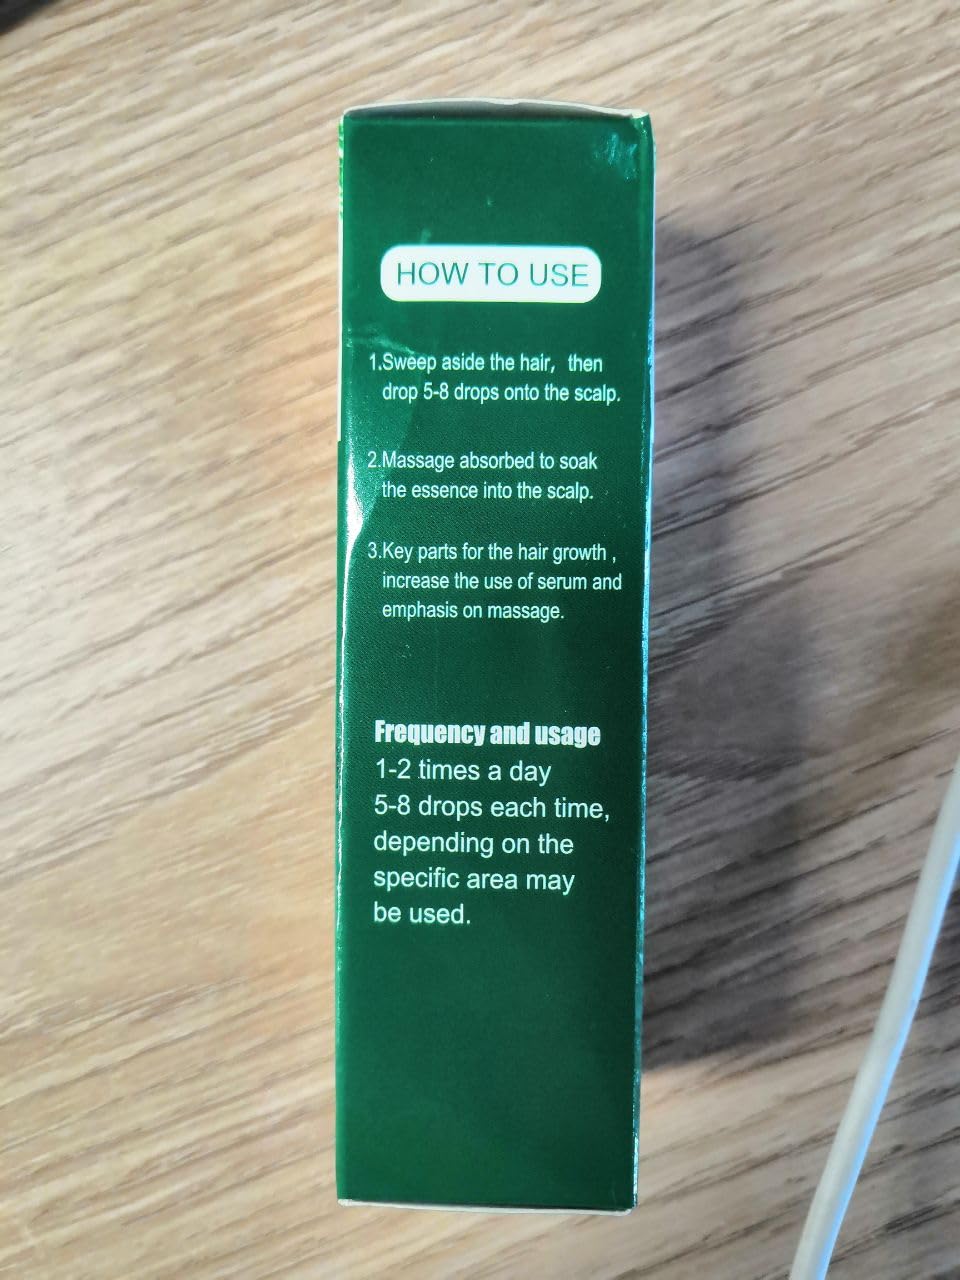 HOW TO USE
1.Sweep aside the hair, then
drop 5-8 drops onto the scalp.
2.Massage absorbed to soak
the essence into the scalp.
3.Key parts for the hair growth ,
increase the use of serum and
emphasis on massage.
Frequency and usage
1-2 times a day
5-8 drops each time,
depending on the
specific area may
be used.